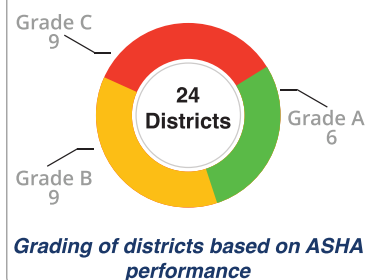 Grade C
9
24
Districts
Grade A
6
Grade B
9
Grading of districts based on ASHA
performance